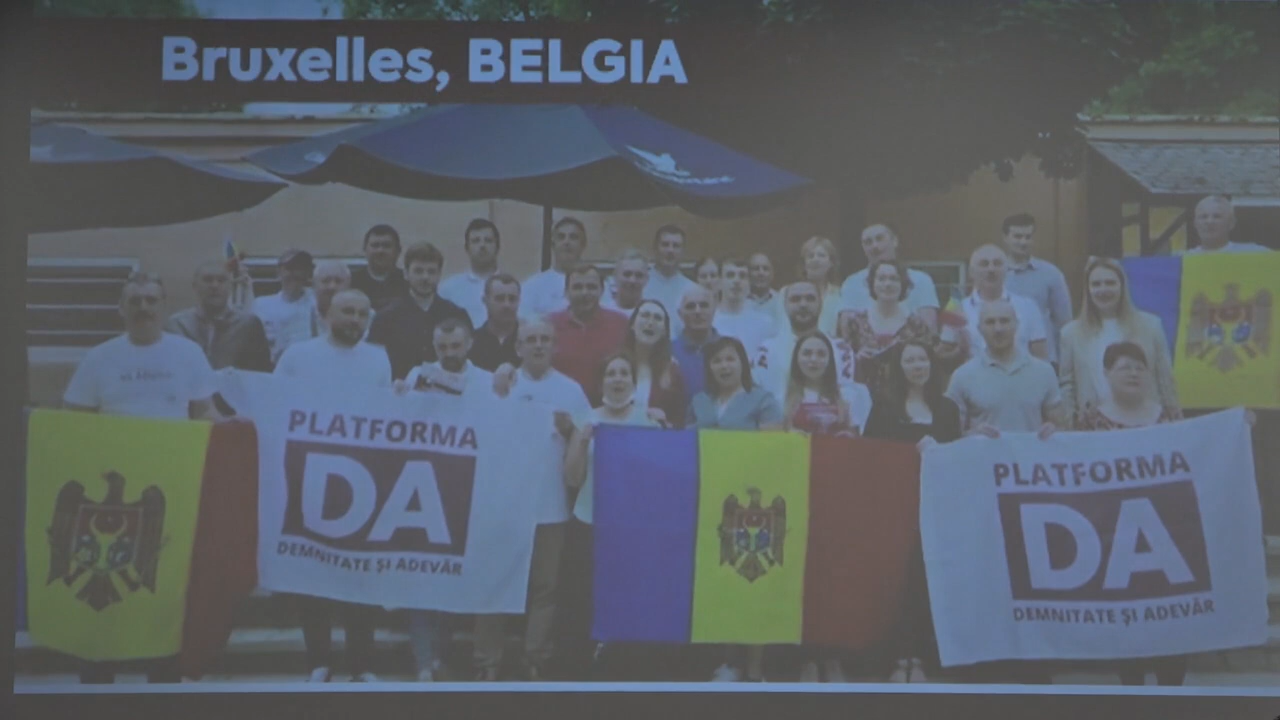 Bruxelles, BELGIA
PLATFORMA
DA
DEMNITATE ȘI ADEVĂR
PLATFORMA
DA
DEMNITATE ȘI ADEVĂR